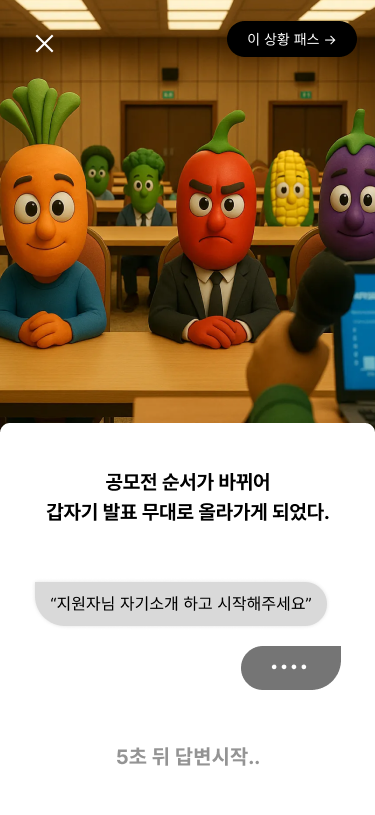 이 상황 패스 →
공모전 순서가 바뀌어
갑자기 발표 무대로 올라가게 되었다.
“지원자님 자기소개 하고 시작해주세요”
••••
5초 뒤 답변시작..